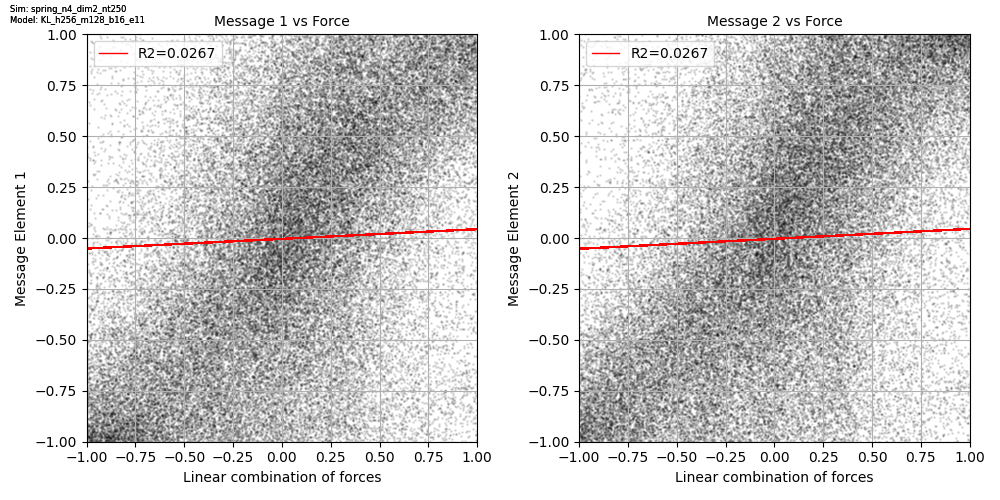 Sim: spring_n4_dim2_nt250
Model: KL_h256_m128_b16_e11
Message 1 vs Force
R2=0.0267
Message Element 1
1.00
0.75
0.50
0.25
0.00
−0.25
−0.50
−0.75
−1.00
−1.00 −0.75 −0.50 −0.25 0.00 0.25 0.50 0.75 1.00
Linear combination of forces
Message 2 vs Force
R2=0.0267
Message Element 2
1.00
0.75
0.50
0.25
0.00
−0.25
−0.50
−0.75
−1.00
−1.00 −0.75 −0.50 −0.25 0.00 0.25 0.50 0.75 1.00
Linear combination of forces